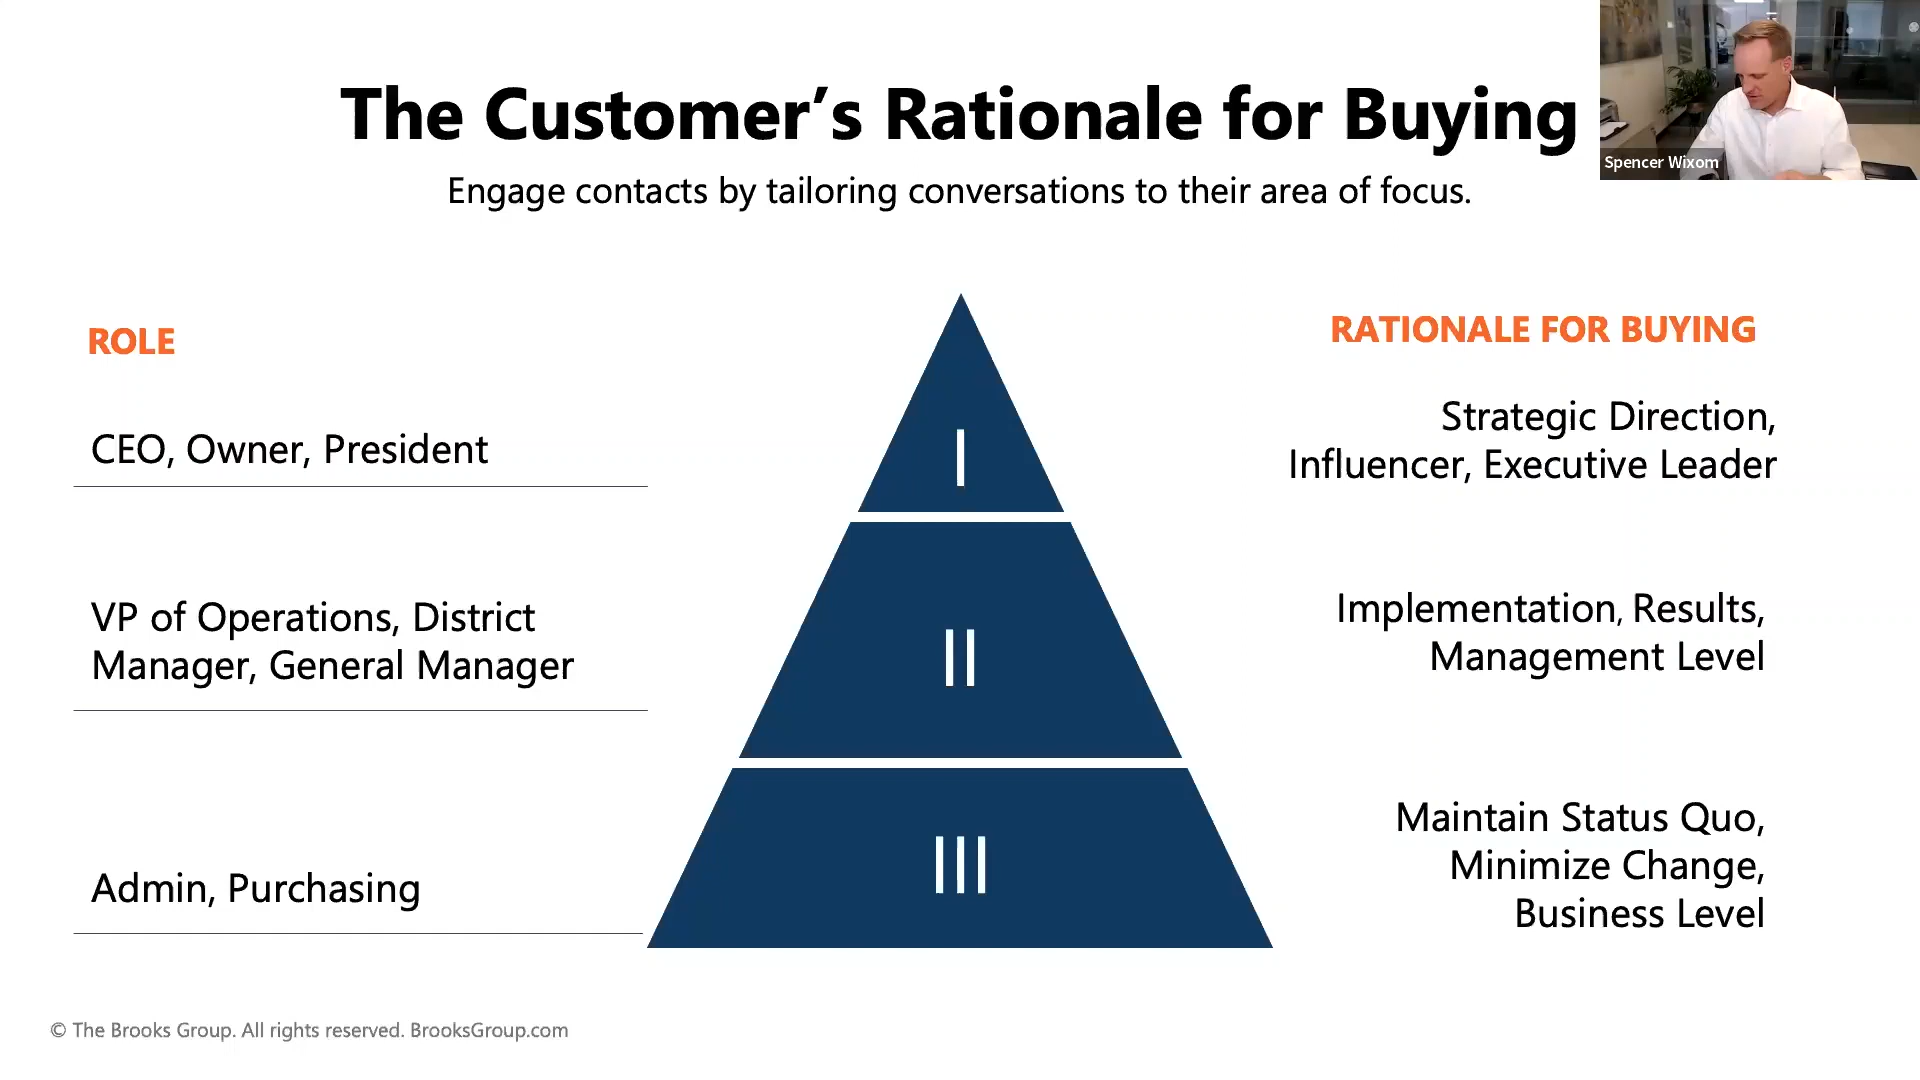 The Customer’s Rationale for Buying
Engage contacts by tailoring conversations to their area of focus.
Spencer Wixom
ROLE
RATIONALE FOR BUYING
CEO, Owner, President
I
Strategic Direction,
Influencer, Executive Leader
VP of Operations, District
Manager, General Manager
II
Implementation, Results,
Management Level
Admin, Purchasing
III
Maintain Status Quo,
Minimize Change,
Business Level
© The Brooks Group. All rights reserved. BrooksGroup.com